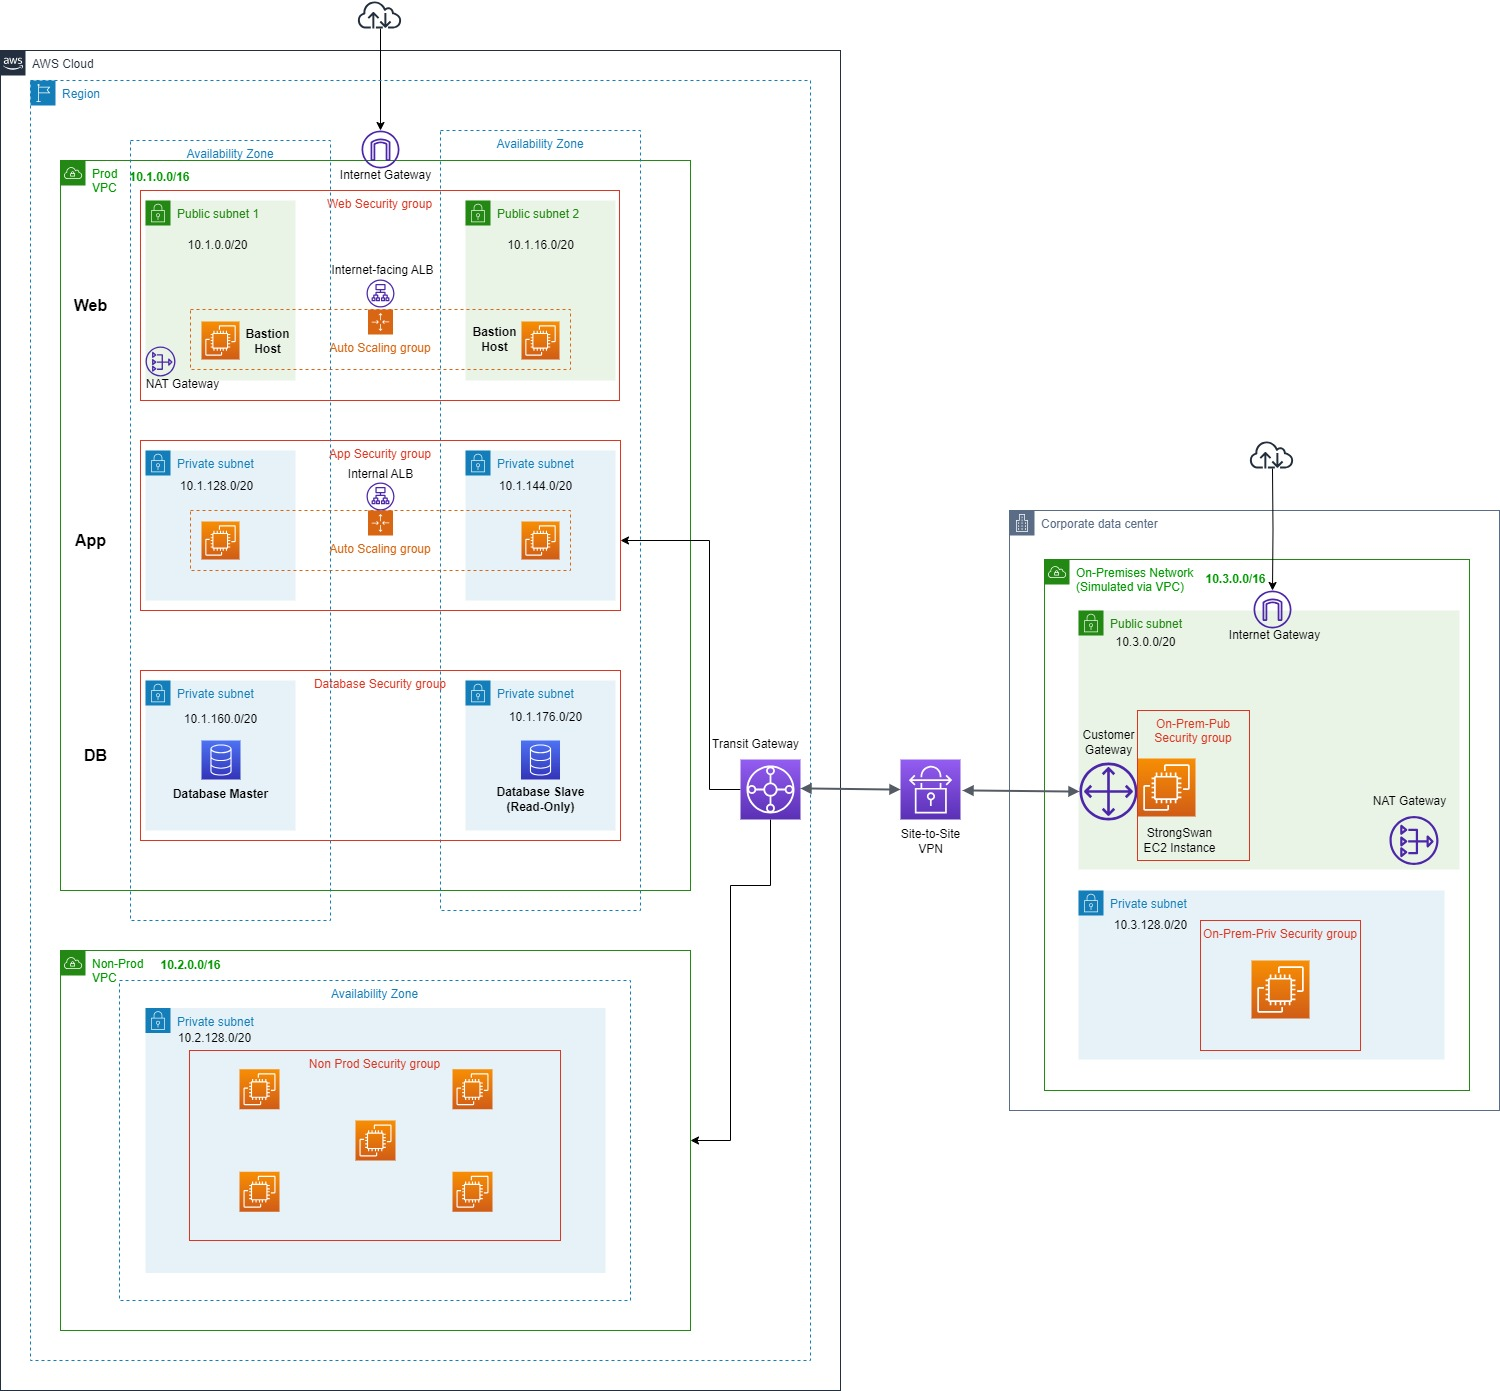 aws
AWS Cloud
Region
Availability Zone
Availability Zone
Internet Gateway
Prod
VPC
10.1.0.0/16
Web Security group
Public subnet 1
10.1.0.0/20
Public subnet 2
10.1.16.0/20
Internet-facing ALB
Web
Bastion
Host
Auto Scaling group
Bastion
Host
NAT Gateway
App Security group
Private subnet
10.1.128.0/20
Internal ALB
Private subnet
10.1.144.0/20
App
Auto Scaling group
Database Security group
Private subnet
10.1.160.0/20
Private subnet
10.1.176.0/20
DB
Database Master
Database Slave
(Read-Only)
Transit Gateway
Site-to-Site
VPN
Non-Prod
VPC
10.2.0.0/16
Availability Zone
Private subnet
10.2.128.0/20
Non Prod Security group
Corporate data center
On-Premises Network
(Simulated via VPC)
10.3.0.0/16
Internet Gateway
Public subnet
10.3.0.0/20
Customer
Gateway
On-Prem-Pub
Security group
StrongSwan
EC2 Instance
NAT Gateway
Private subnet
10.3.128.0/20
On-Prem-Priv Security group